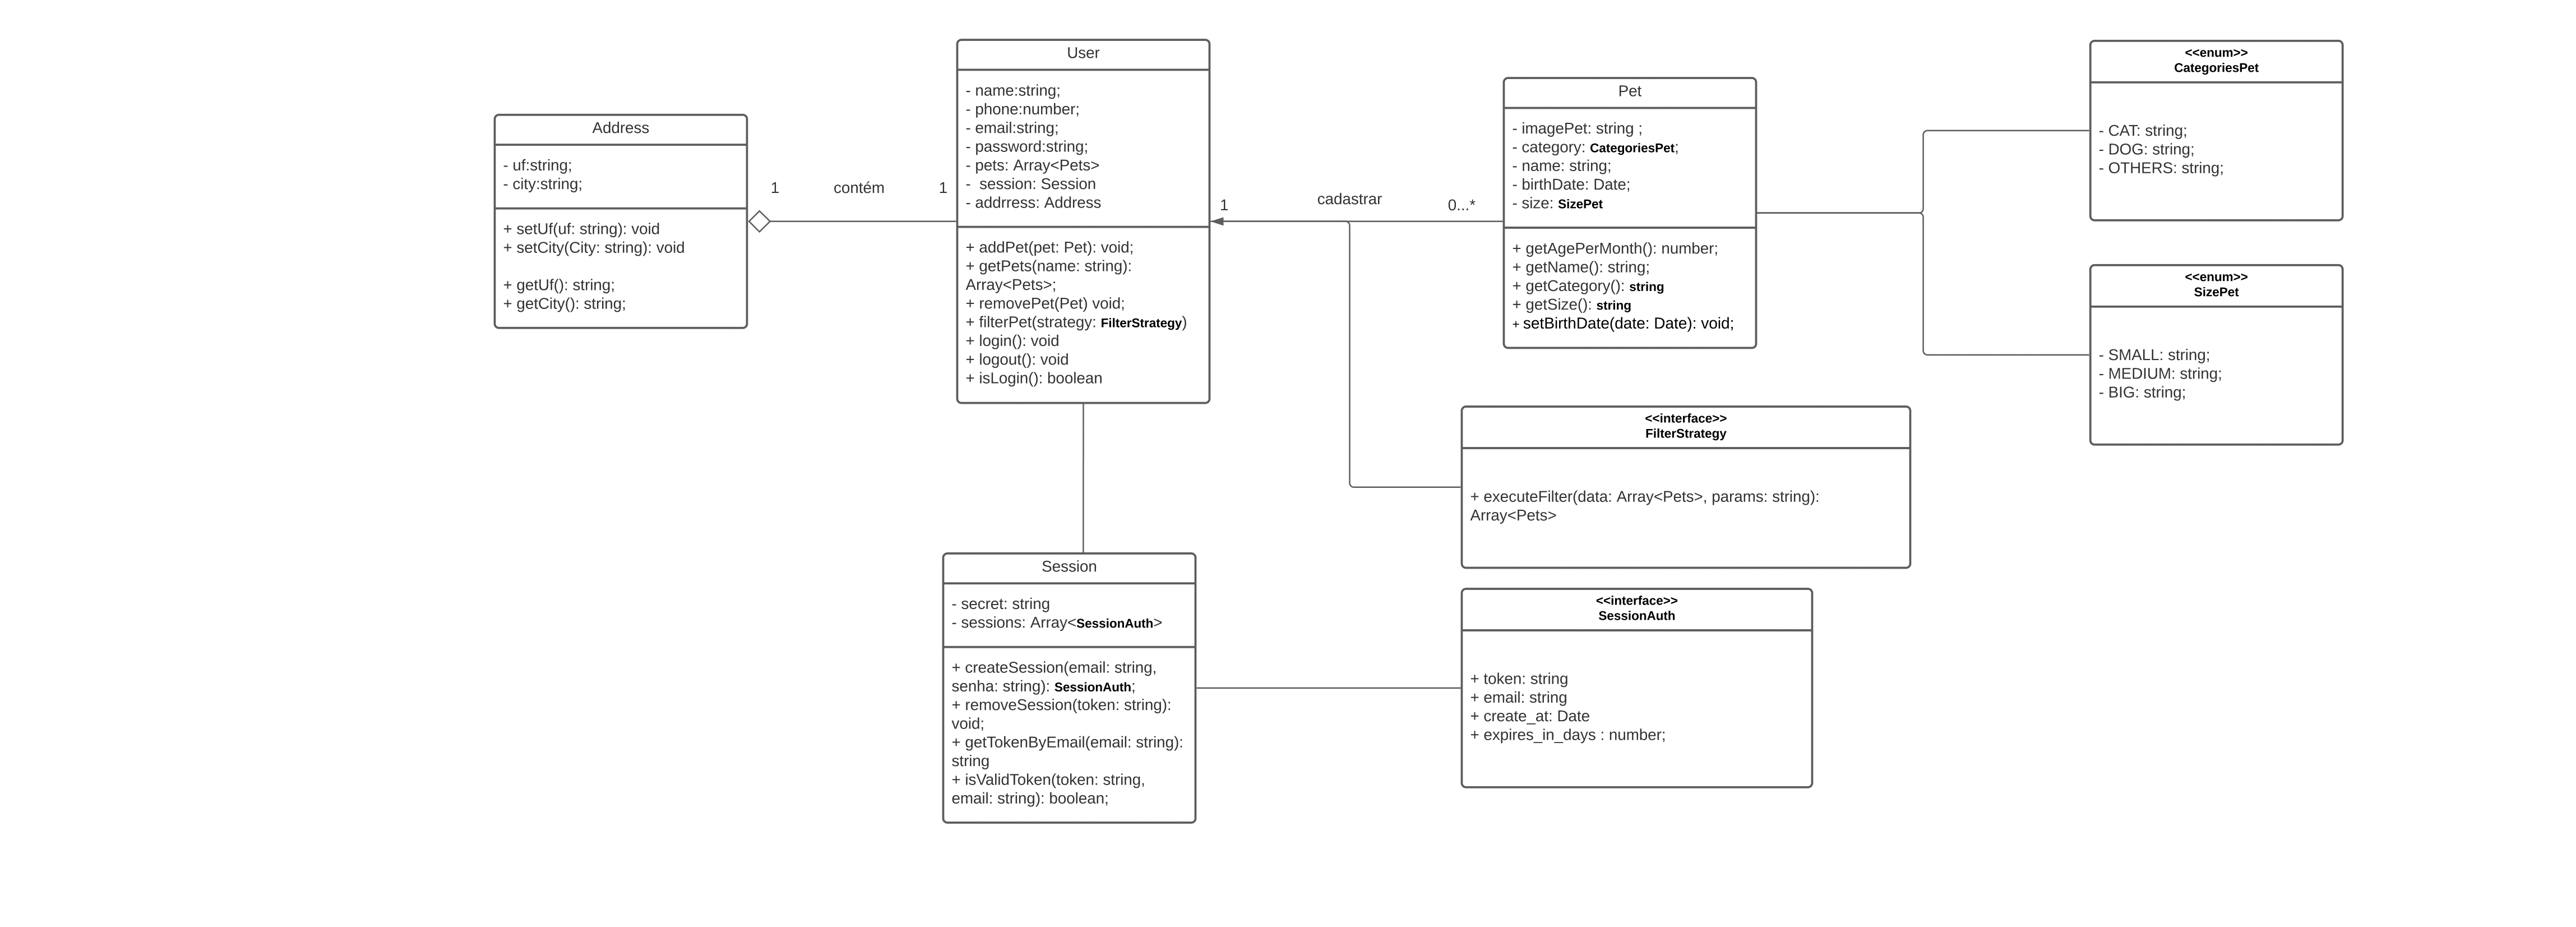 Address
- uf:string;
- city:string;
+ setUf(uf: string): void
+ setCity(City: string): void
+ getUf(): string;
+ getCity(): string;
1
contém
1
User
- name:string;
- phone:number;
- email:string;
- password:string;
- pets: Array<Pets>
-  session: Session
- addrress: Address
+ addPet(pet: Pet): void;
+ getPets(name: string):
Array<Pets>;
+ removePet(Pet) void;
+ filterPet(strategy: FilterStrategy)
+ login(): void
+ logout(): void
+ isLogin(): boolean
1
cadastrar
0...*
Pet
- imagePet: string ;
- category: CategoriesPet;
- name: string;
- birthDate: Date;
- size: SizePet
+ getAgePerMonth(): number;
+ getName(): string;
+ getCategory(): string
+ getSize(): string
+ setBirthDate(date: Date): void;
<<enum>>
CategoriesPet
- CAT: string;
- DOG: string;
- OTHERS: string;
<<enum>>
SizePet
- SMALL: string;
- MEDIUM: string;
- BIG: string;
<<interface>>
FilterStrategy
+ executeFilter(data: Array<Pets>, params: string):
Array<Pets>
Session
- secret: string
- sessions: Array<SessionAuth>
+ createSession(email: string,
senha: string): SessionAuth;
+ removeSession(token: string):
void;
+ getTokenByEmail(email: string):
string
+ isValidToken(token: string,
email: string): boolean;
<<interface>>
SessionAuth
+ token: string
+ email: string
+ create_at: Date
+ expires_in_days : number;